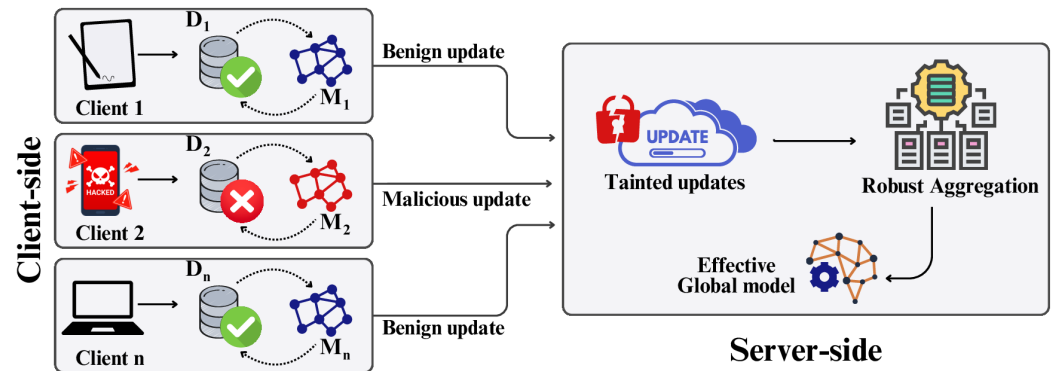 Client-side
D1
Client 1
M1
Benign update
D2
HACKED
Client 2
M2
Malicious update
Dn
Client n
Mn
Benign update
UPDATE
Tainted updates
Robust Aggregation
Effective
Global model
Server-side